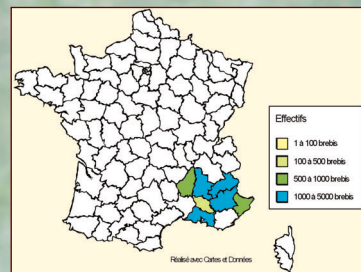 Effectifs
1 à 100 brebis
100 à 500 brebis
500 à 1000 brebis
1000 à 5000 brebis
Réalisé avec Cartes et Données